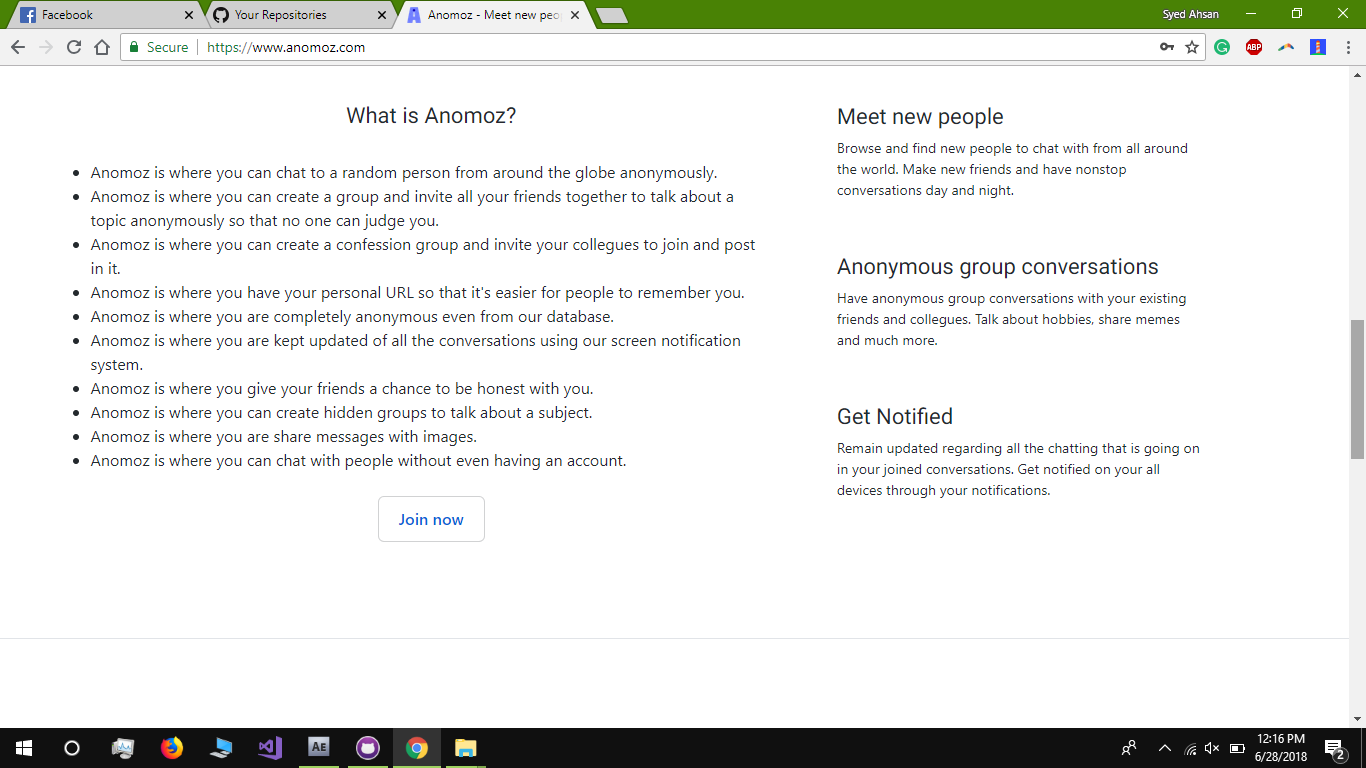 Facebook
Your Repositories
Anomoz - Meet new peop
Syed Ahsan
Secure
https://www.anomoz.com
ABP
What is Anomoz?
Anomoz is where you can chat to a random person from around the globe anonymously.
Anomoz is where you can create a group and invite all your friends together to talk about a
topic anonymously so that no one can judge you.
Anomoz is where you can create a confession group and invite your collegues to join and post
in it.
Anomoz is where you have your personal URL so that it's easier for people to remember you.
Anomoz is where you are completely anonymous even from our database.
Anomoz is where you are kept updated of all the conversations using our screen notification
system.
Anomoz is where you give your friends a chance to be honest with you.
Anomoz is where you can create hidden groups to talk about a subject.
Anomoz is where you are share messages with images.
Anomoz is where you can chat with people without even having an account.
Join now
Meet new people
Browse and find new people to chat with from all around
the world. Make new friends and have nonstop
conversations day and night.
Anonymous group conversations
Have anonymous group conversations with your existing
friends and collegues. Talk about hobbies, share memes
and much more.
Get Notified
Remain updated regarding all the chatting that is going on
in your joined conversations. Get notified on your all
devices through your notifications.
AE
12:16 PM
6/28/2018
2